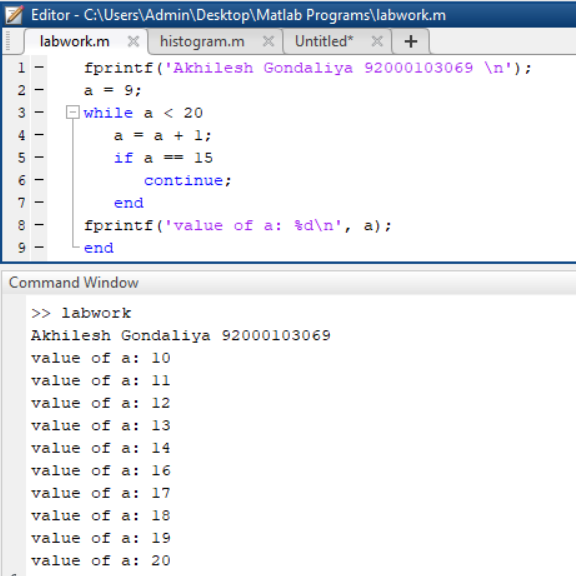 Editor - C:\Users\Admin\Desktop\Matlab Programs\labwork.m
labwork.m × histogram.m × Untitled* × +
1 - fprintf('Akhilesh Gondaliya 92000103069 \n');
2 - a = 9;
3 - while a < 20
4 - a = a + 1;
5 - if a == 15
6 - continue;
7 - end
8 - fprintf('value of a: %d\n', a);
9 - end
Command Window
>> labwork
Akhilesh Gondaliya 92000103069
value of a: 10
value of a: 11
value of a: 12
value of a: 13
value of a: 14
value of a: 16
value of a: 17
value of a: 18
value of a: 19
value of a: 20